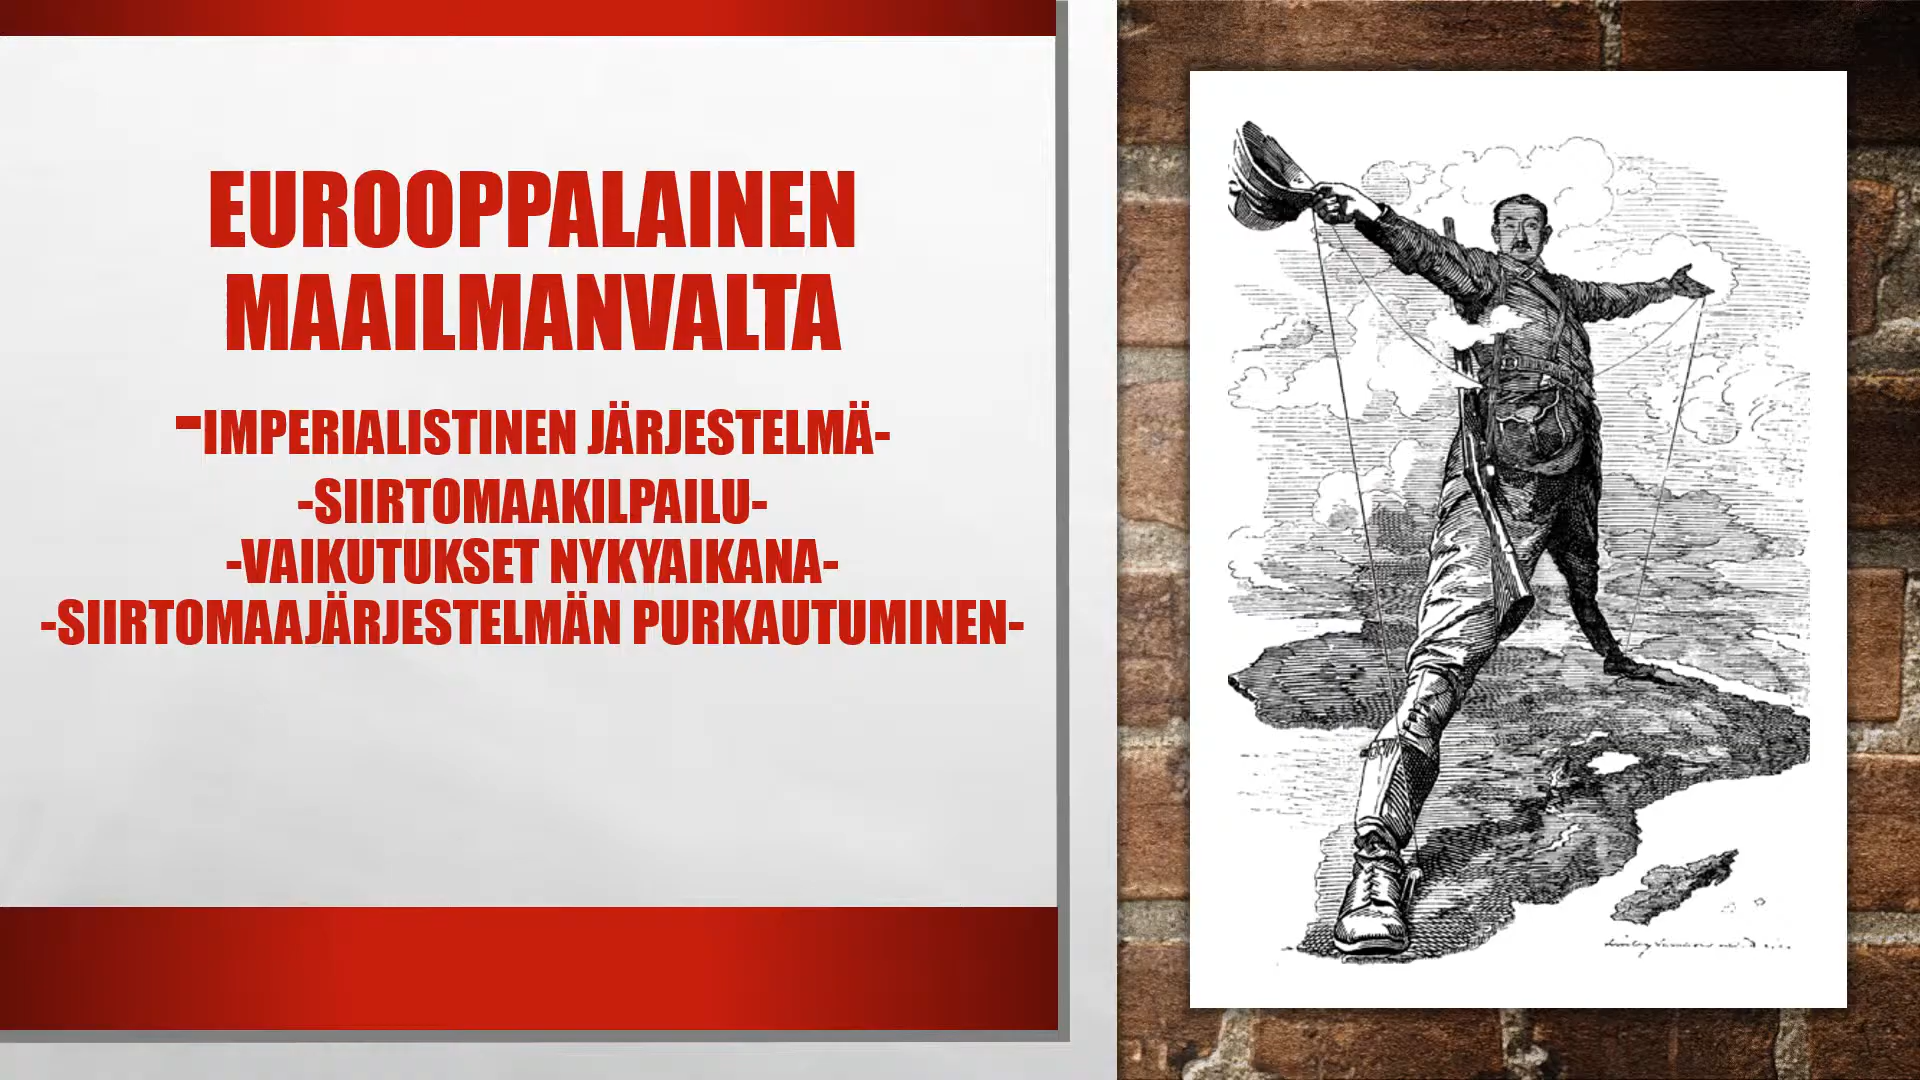 EUROOPPALAINEN
MAAILMANVALTA
-IMPERIALISTINEN JÄRJESTELMÄ-
-SIIRTOMAAKILPAILU-
-VAIKUTUKSET NYKYAIKANA-
-SIIRTOMAAJÄRJESTELMÄN PURKAUTUMINEN-